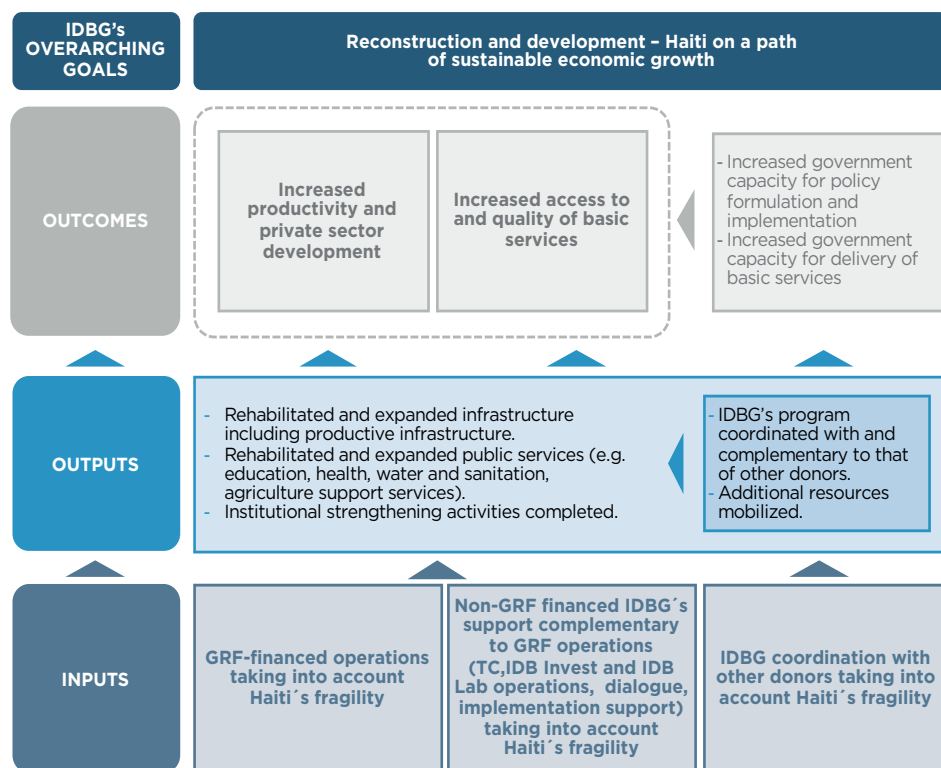 IDBG's
OVERARCHING
GOALS
Reconstruction and development – Haiti on a path
of sustainable economic growth
OUTCOMES
Increased
productivity and
private sector
development
Increased access to
and quality of basic
services
- Increased government
capacity for policy
formulation and
implementation
- Increased government
capacity for delivery of
basic services
OUTPUTS
- Rehabilitated and expanded infrastructure
including productive infrastructure.
- Rehabilitated and expanded public services (e.g.
education, health, water and sanitation,
agriculture support services).
- Institutional strengthening activities completed.
- IDBG's program
coordinated with and
complementary to that
of other donors.
- Additional resources
mobilized.
INPUTS
GRF-financed operations
taking into account
Haiti´s fragility
Non-GRF financed IDBG´s
support complementary
to GRF operations
(TC,IDB Invest and IDB
Lab operations, dialogue,
implementation support)
taking into account
Haiti´s fragility
IDBG coordination with
other donors taking into
account Haiti´s fragility